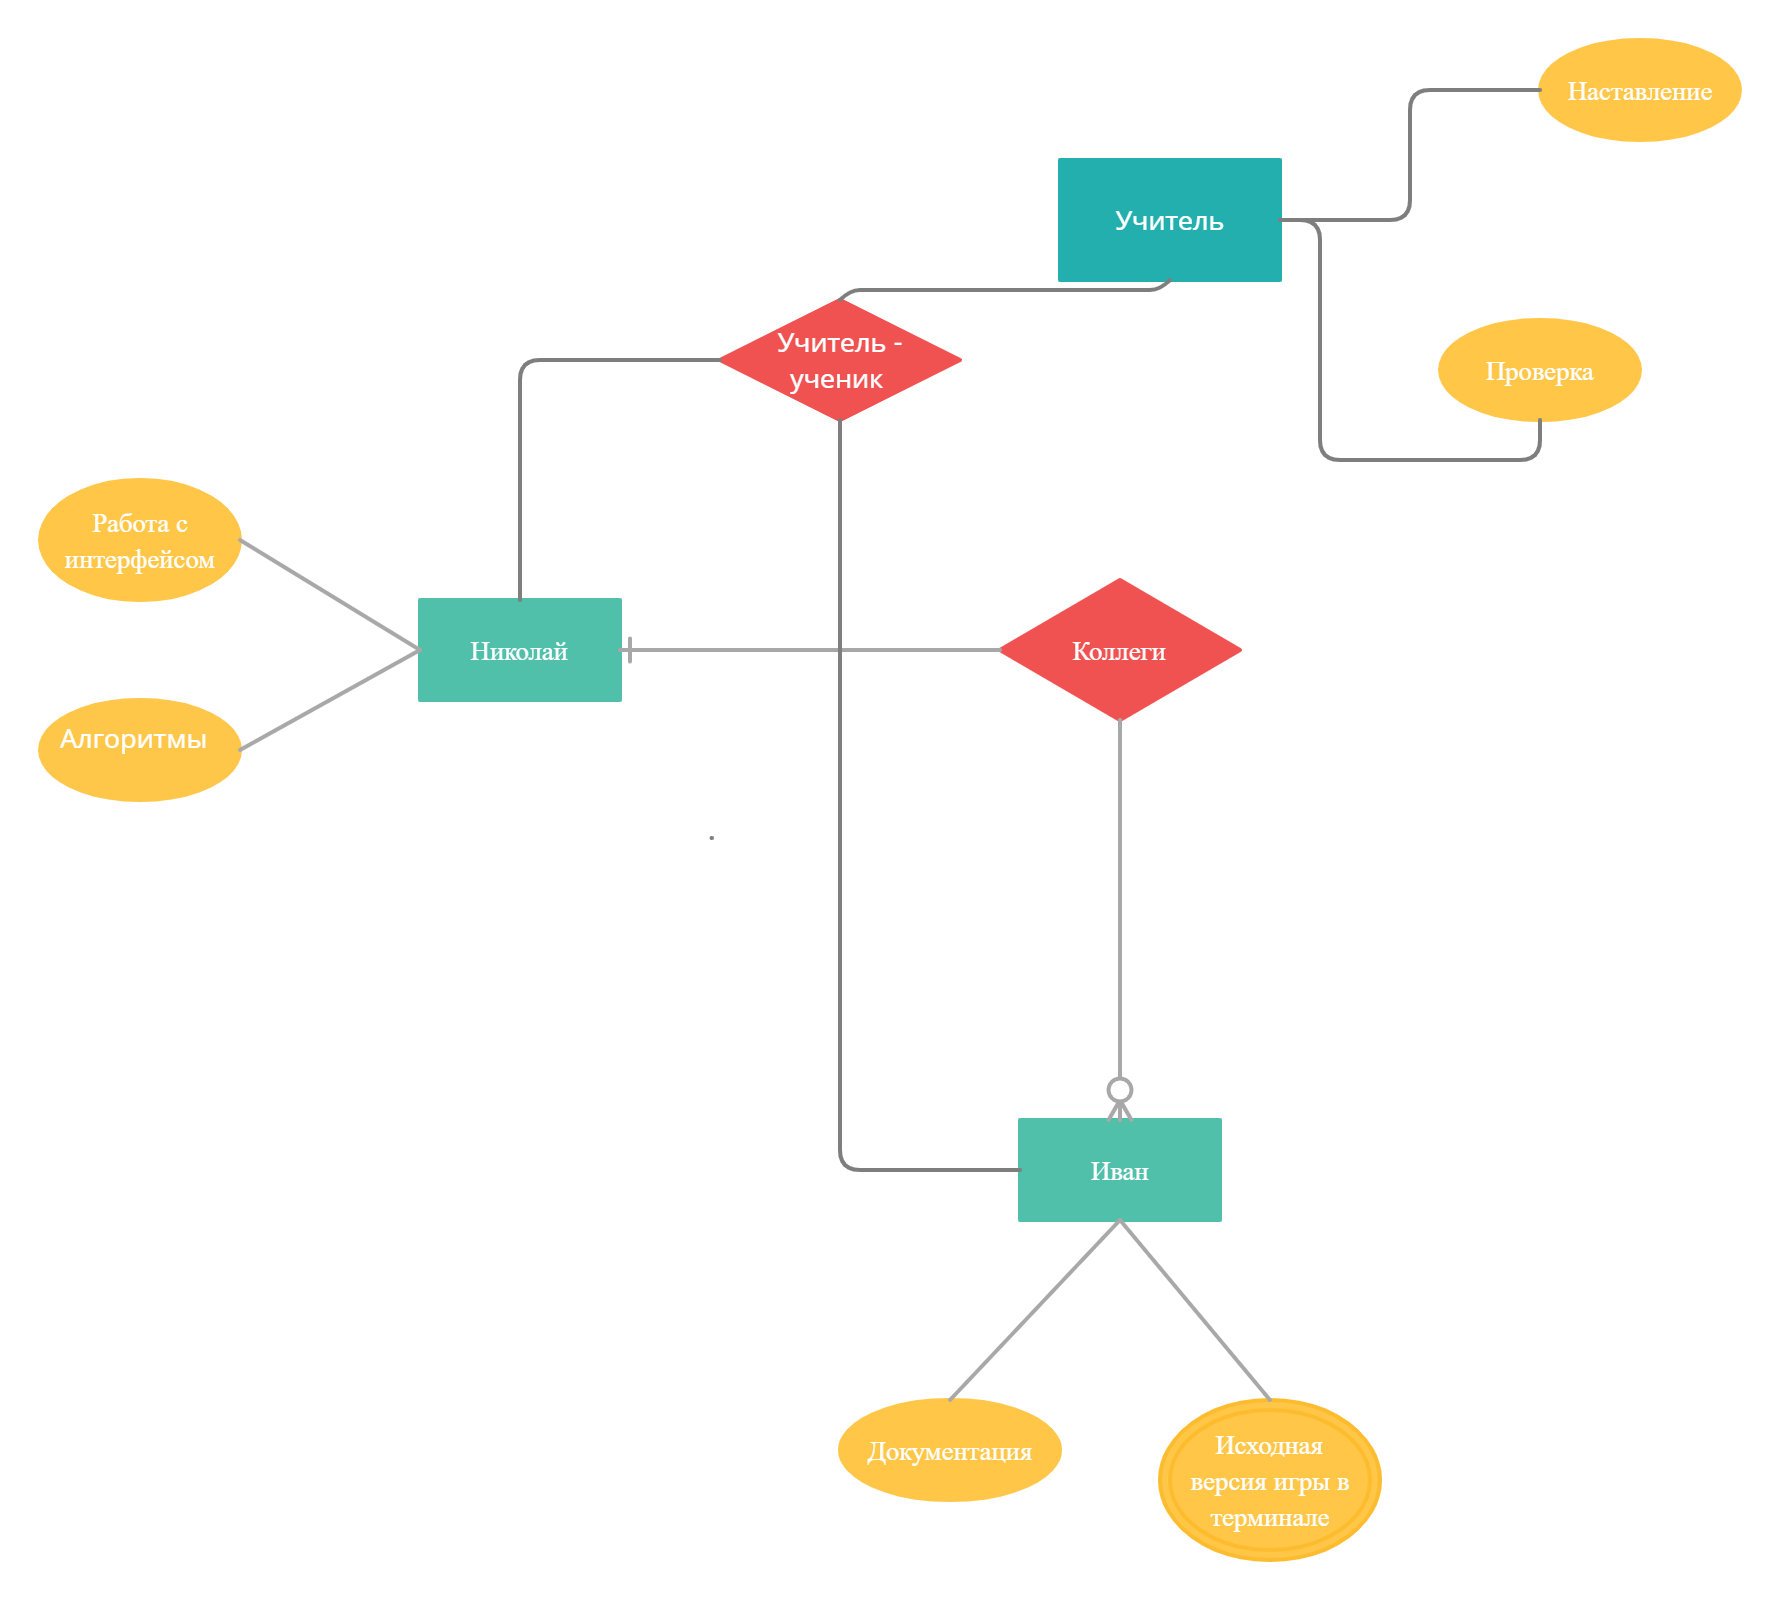 Наставление
Учитель
Учитель -
ученик
Проверка
Работа с
интерфейсом
Николай
Коллеги
Алгоритмы
Иван
Документация
Исходная
версия игры в
терминале